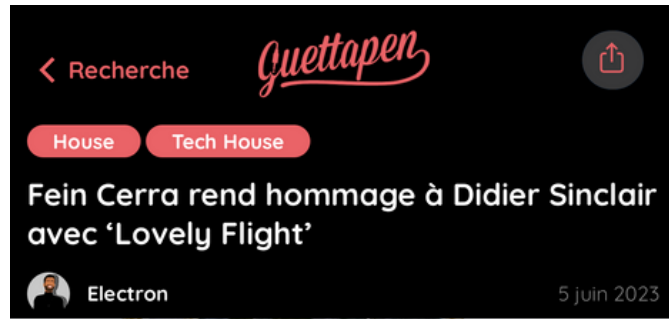 Recherche
Guettapen
House
Tech House
Fein Cerra rend hommage à Didier Sinclair
avec ‘Lovely Flight’
Electron
5 juin 2023